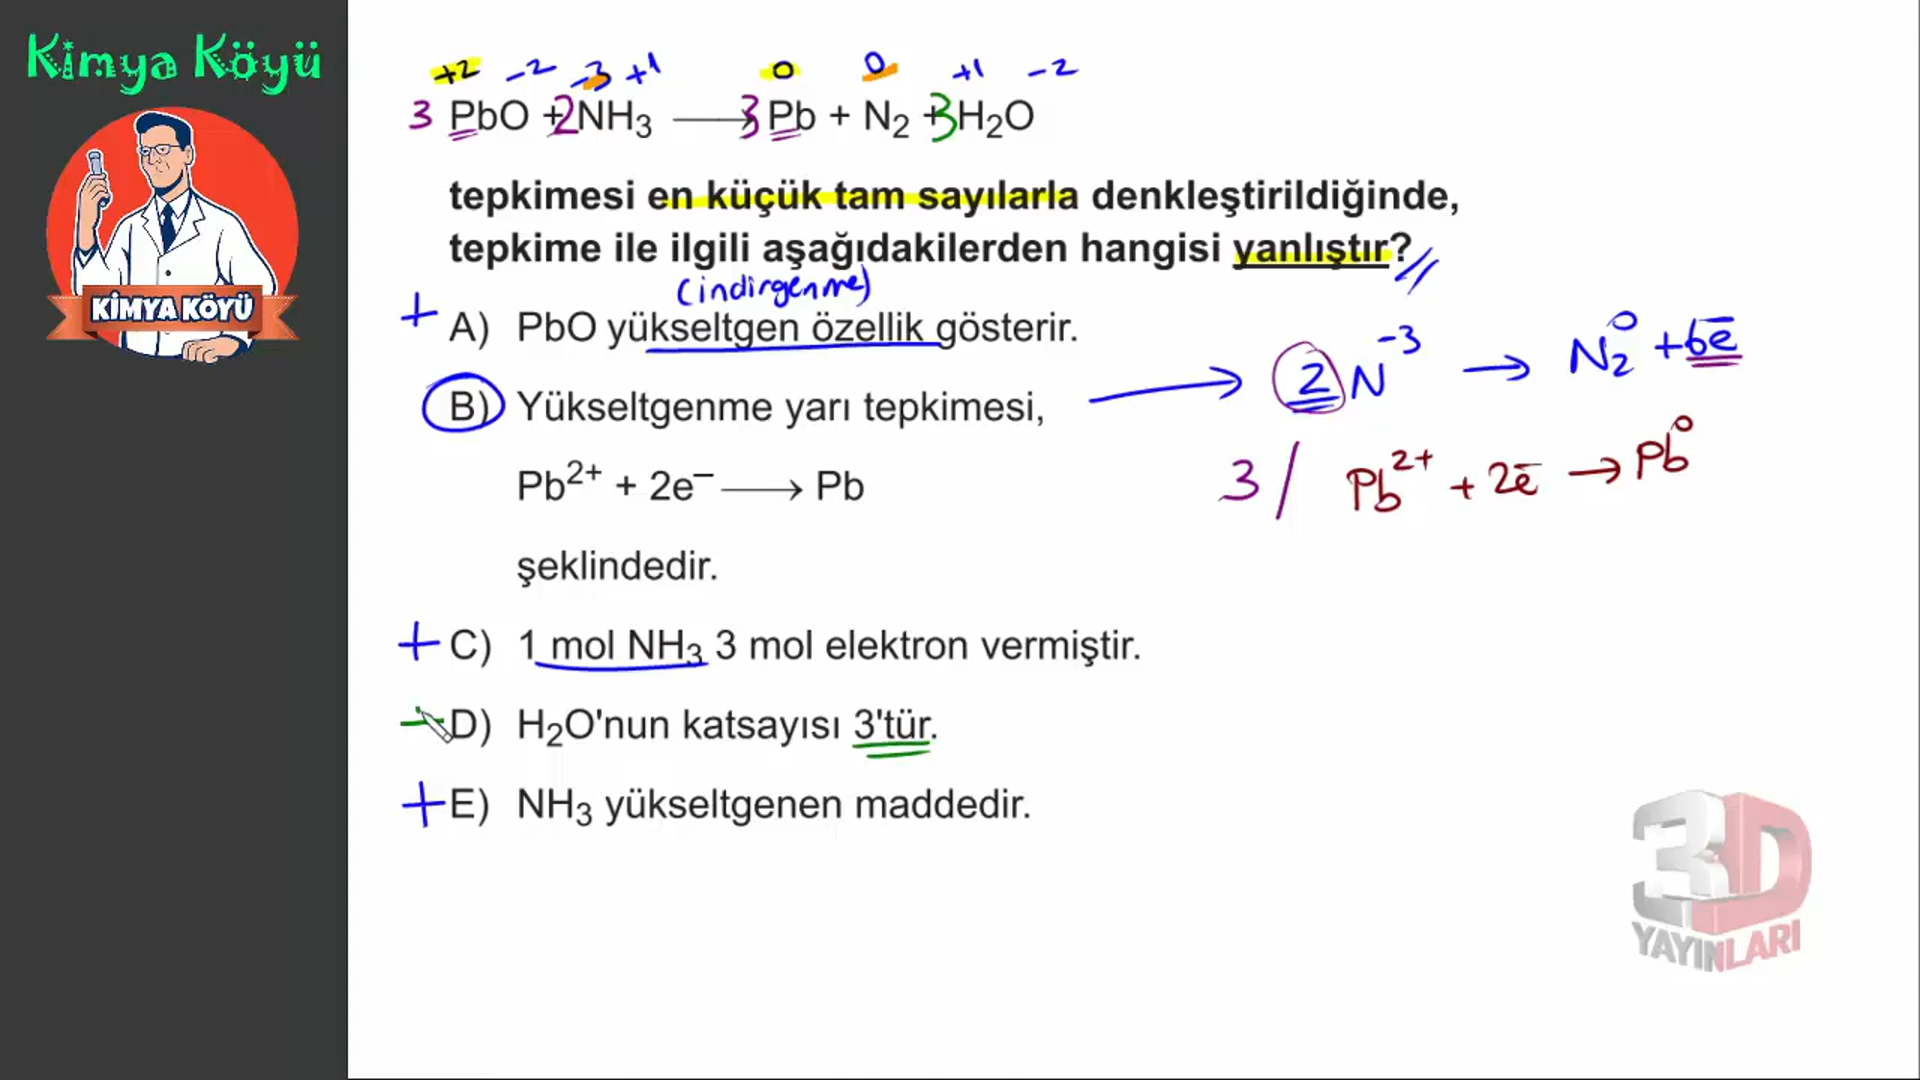 Kimya Köyü
KİMYA KÖYÜ
+2 -2 -3 +1 0 0 +1 -2
3 PbO + 2NH3 ⟶ 3 Pb + N2 + 3H2O
tepkimesi en küçük tam sayılarla denkleştirildiğinde,
tepkime ile ilgili aşağıdakilerden hangisi yanlıştır?
(indirgenme)
+ A) PbO yükseltgen özellik gösterir.
B) Yükseltgenme yarı tepkimesi,
Pb2+ + 2e– ⟶ Pb
şeklindedir.
+ C) 1 mol NH3 3 mol elektron vermiştir.
D) H2O'nun katsayısı 3'tür.
+ E) NH3 yükseltgenen maddedir.
→ 2 N-3 → N20 + 6e-
3 / Pb2+ + 2e- → Pb0
3D
YAYINLARI